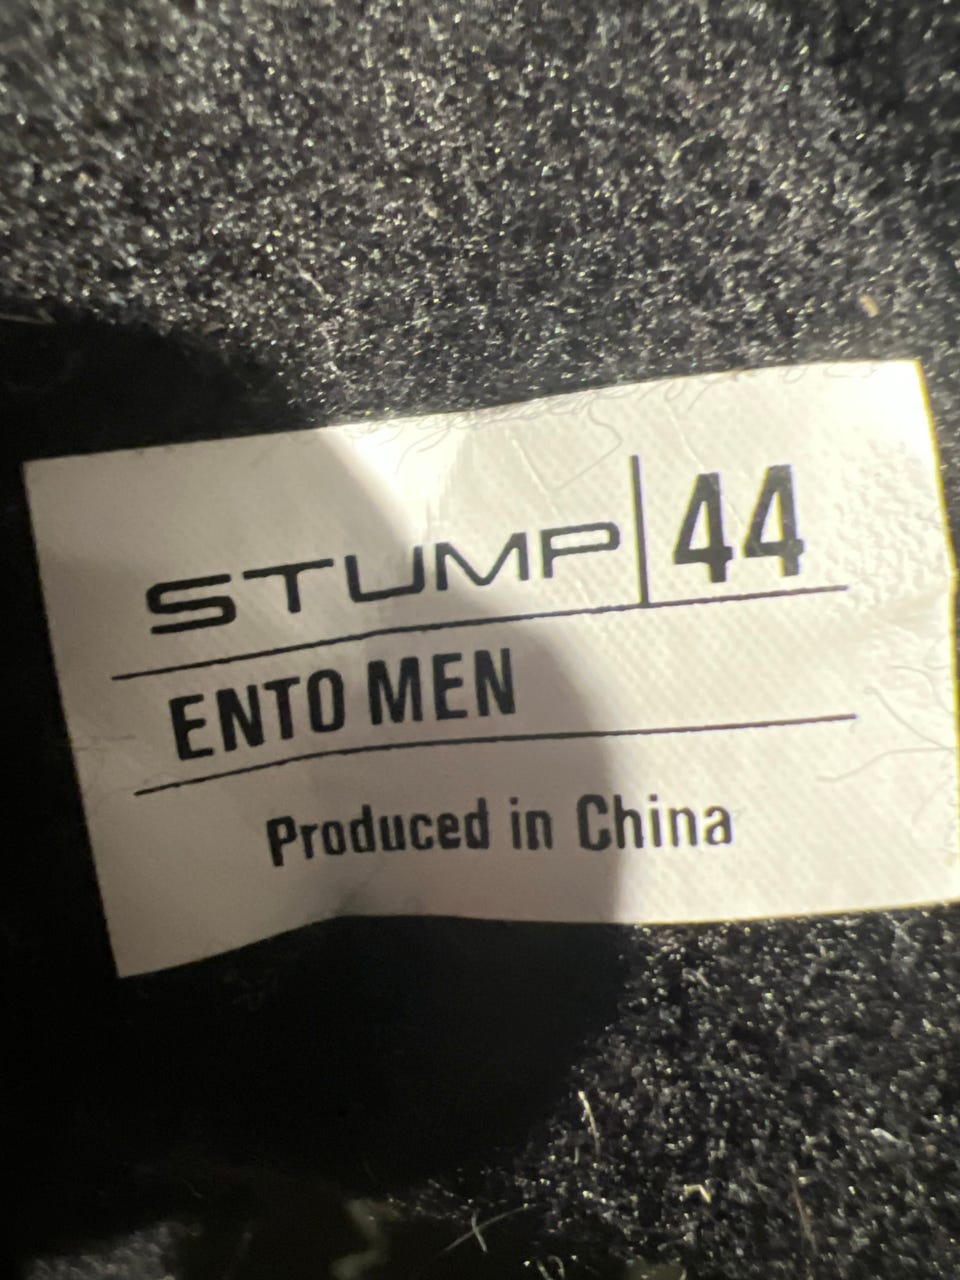 STUMP | 44
ENTO MEN
Produced in China